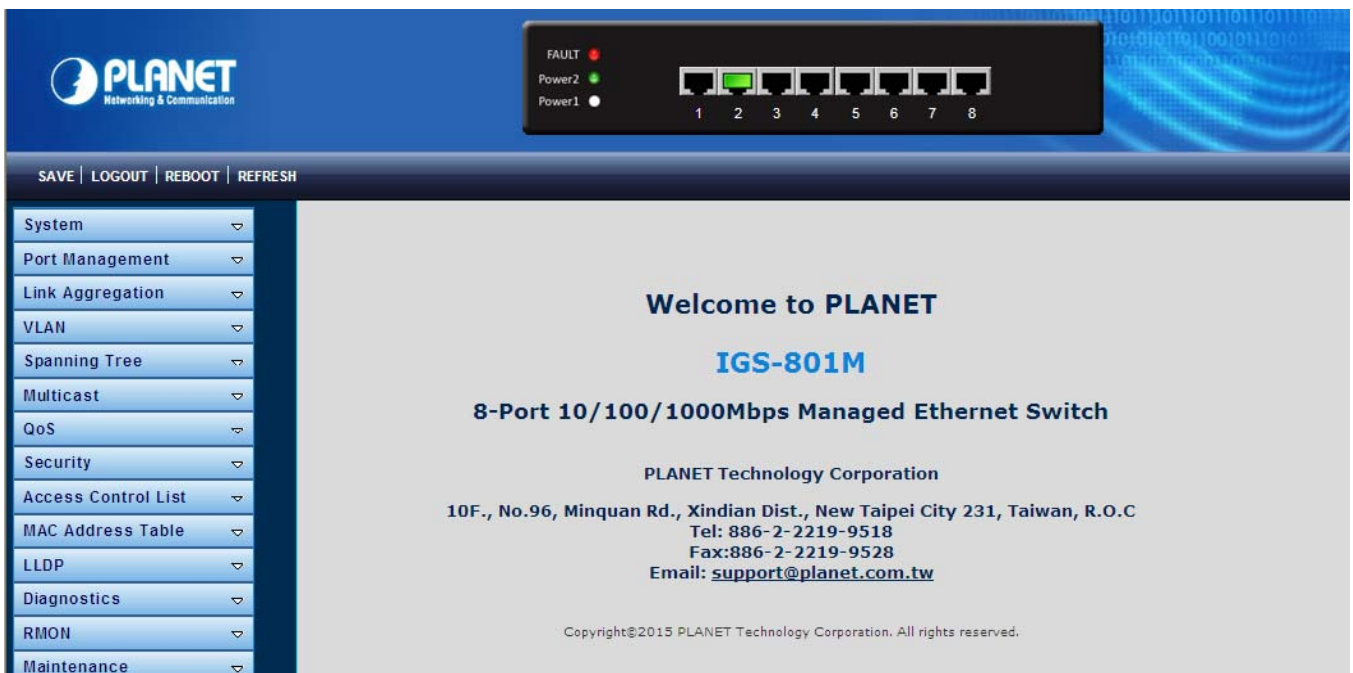 PLANET
Networking & Communication
FAULT
Power2
Power1
1 2 3 4 5 6 7 8
SAVE | LOGOUT | REBOOT | REFRESH
System
Port Management
Link Aggregation
VLAN
Spanning Tree
Multicast
QoS
Security
Access Control List
MAC Address Table
LLDP
Diagnostics
RMON
Maintenance
Welcome to PLANET
IGS-801M
8-Port 10/100/1000Mbps Managed Ethernet Switch
PLANET Technology Corporation
10F., No.96, Minquan Rd., Xindian Dist., New Taipei City 231, Taiwan, R.O.C
Tel: 886-2-2219-9518
Fax:886-2-2219-9528
Email: support@planet.com.tw
Copyright©2015 PLANET Technology Corporation. All rights reserved.